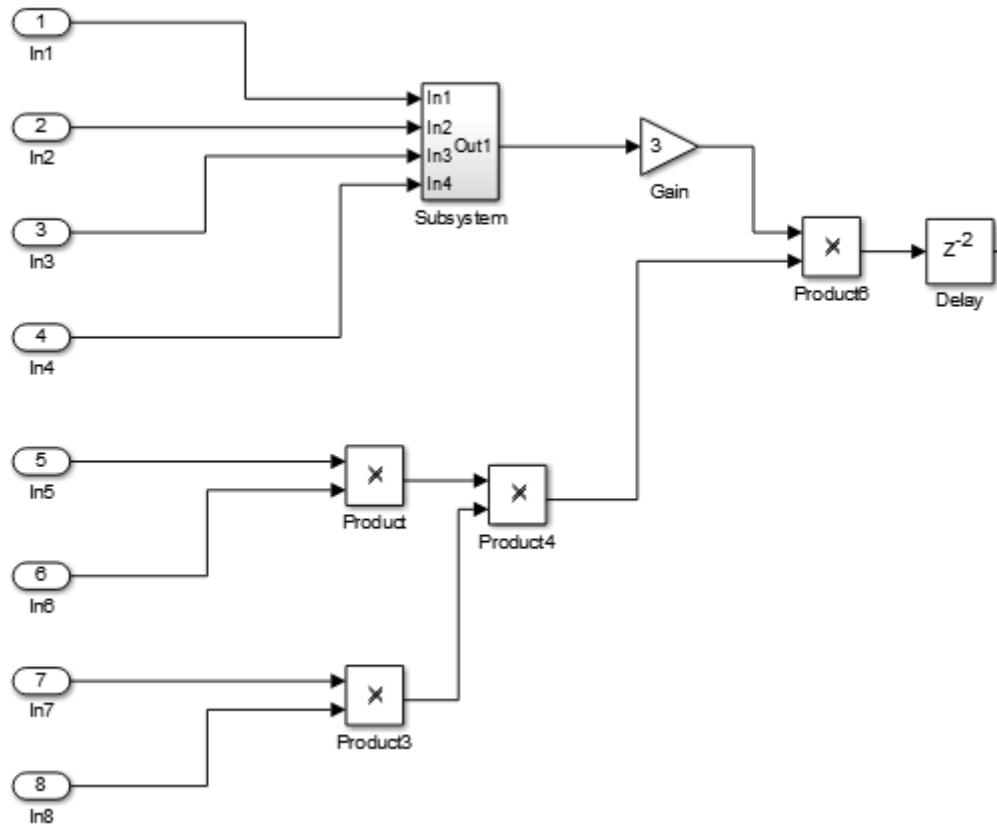 1
In1
2
In2
3
In3
4
In4
In1
In2
In3
In4
Out1
Subsystem
3
Gain
×
Product6
Z-2
Delay
5
In5
6
In6
×
Product
×
Product4
7
In7
8
In8
×
Product3